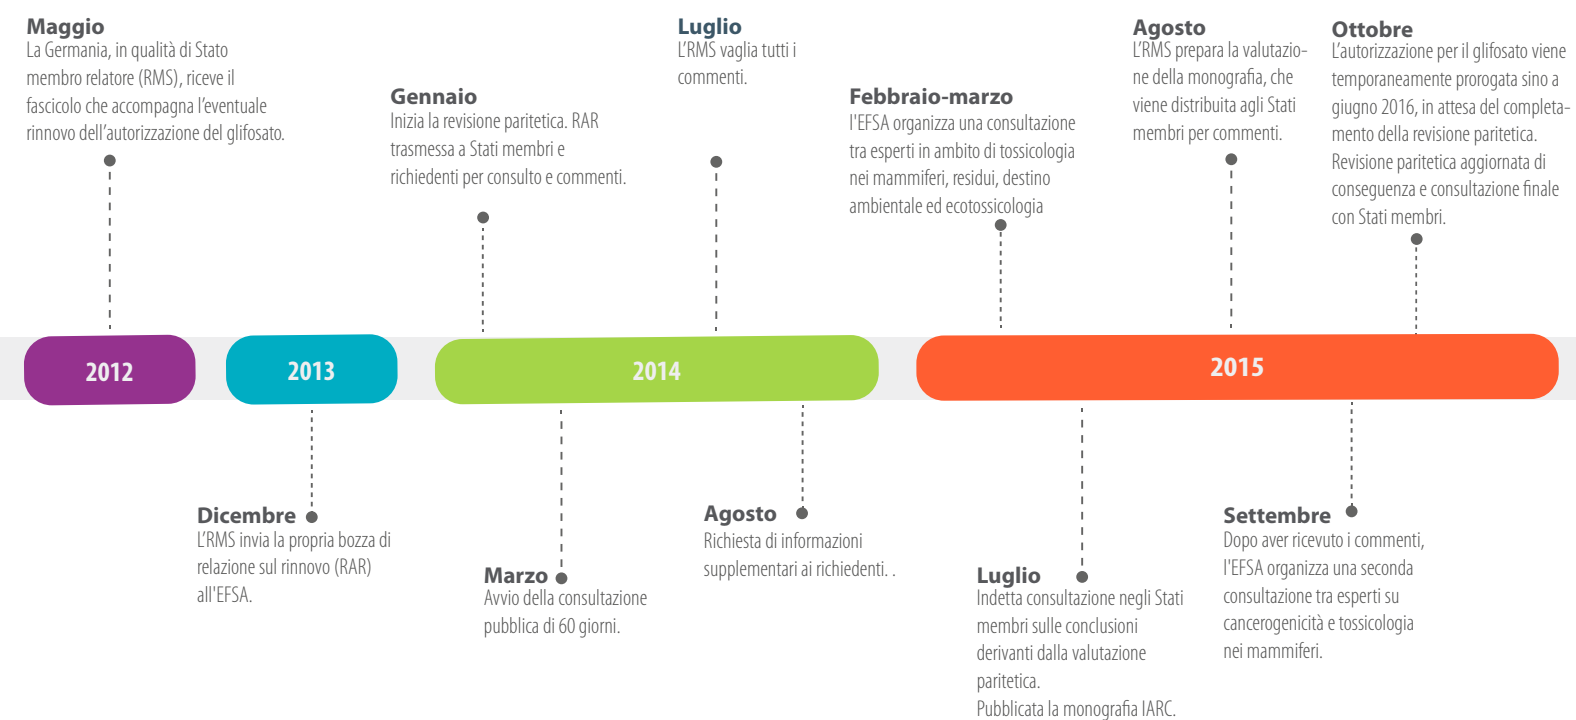 Maggio
La Germania, in qualità di Stato
membro relatore (RMS), riceve il
fascicolo che accompagna l’eventuale
rinnovo dell’autorizzazione del glifosato.
Gennaio
Inizia la revisione paritetica. RAR
trasmessa a Stati membri e
richiedenti per consulto e commenti.
Luglio
L’RMS vaglia tutti i
commenti.
Febbraio-marzo
l'EFSA organizza una consultazione
tra esperti in ambito di tossicologia
nei mammiferi, residui, destino
ambientale ed ecotossicologia
Agosto
L’RMS prepara la valutazio-
ne della monografia, che
viene distribuita agli Stati
membri per commenti.
Ottobre
L’autorizzazione per il glifosato viene
temporaneamente prorogata sino a
giugno 2016, in attesa del completa-
mento della revisione paritetica.
Revisione paritetica aggiornata di
conseguenza e consultazione finale
con Stati membri.
2012
2013
2014
2015
Dicembre
L’RMS invia la propria bozza di
relazione sul rinnovo (RAR)
all'EFSA.
Marzo
Avvio della consultazione
pubblica di 60 giorni.
Agosto
Richiesta di informazioni
supplementari ai richiedenti. .
Luglio
Indetta consultazione negli Stati
membri sulle conclusioni
derivanti dalla valutazione
paritetica.
Pubblicata la monografia IARC.
Settembre
Dopo aver ricevuto i commenti,
l'EFSA organizza una seconda
consultazione tra esperti su
cancerogenicità e tossicologia
nei mammiferi.